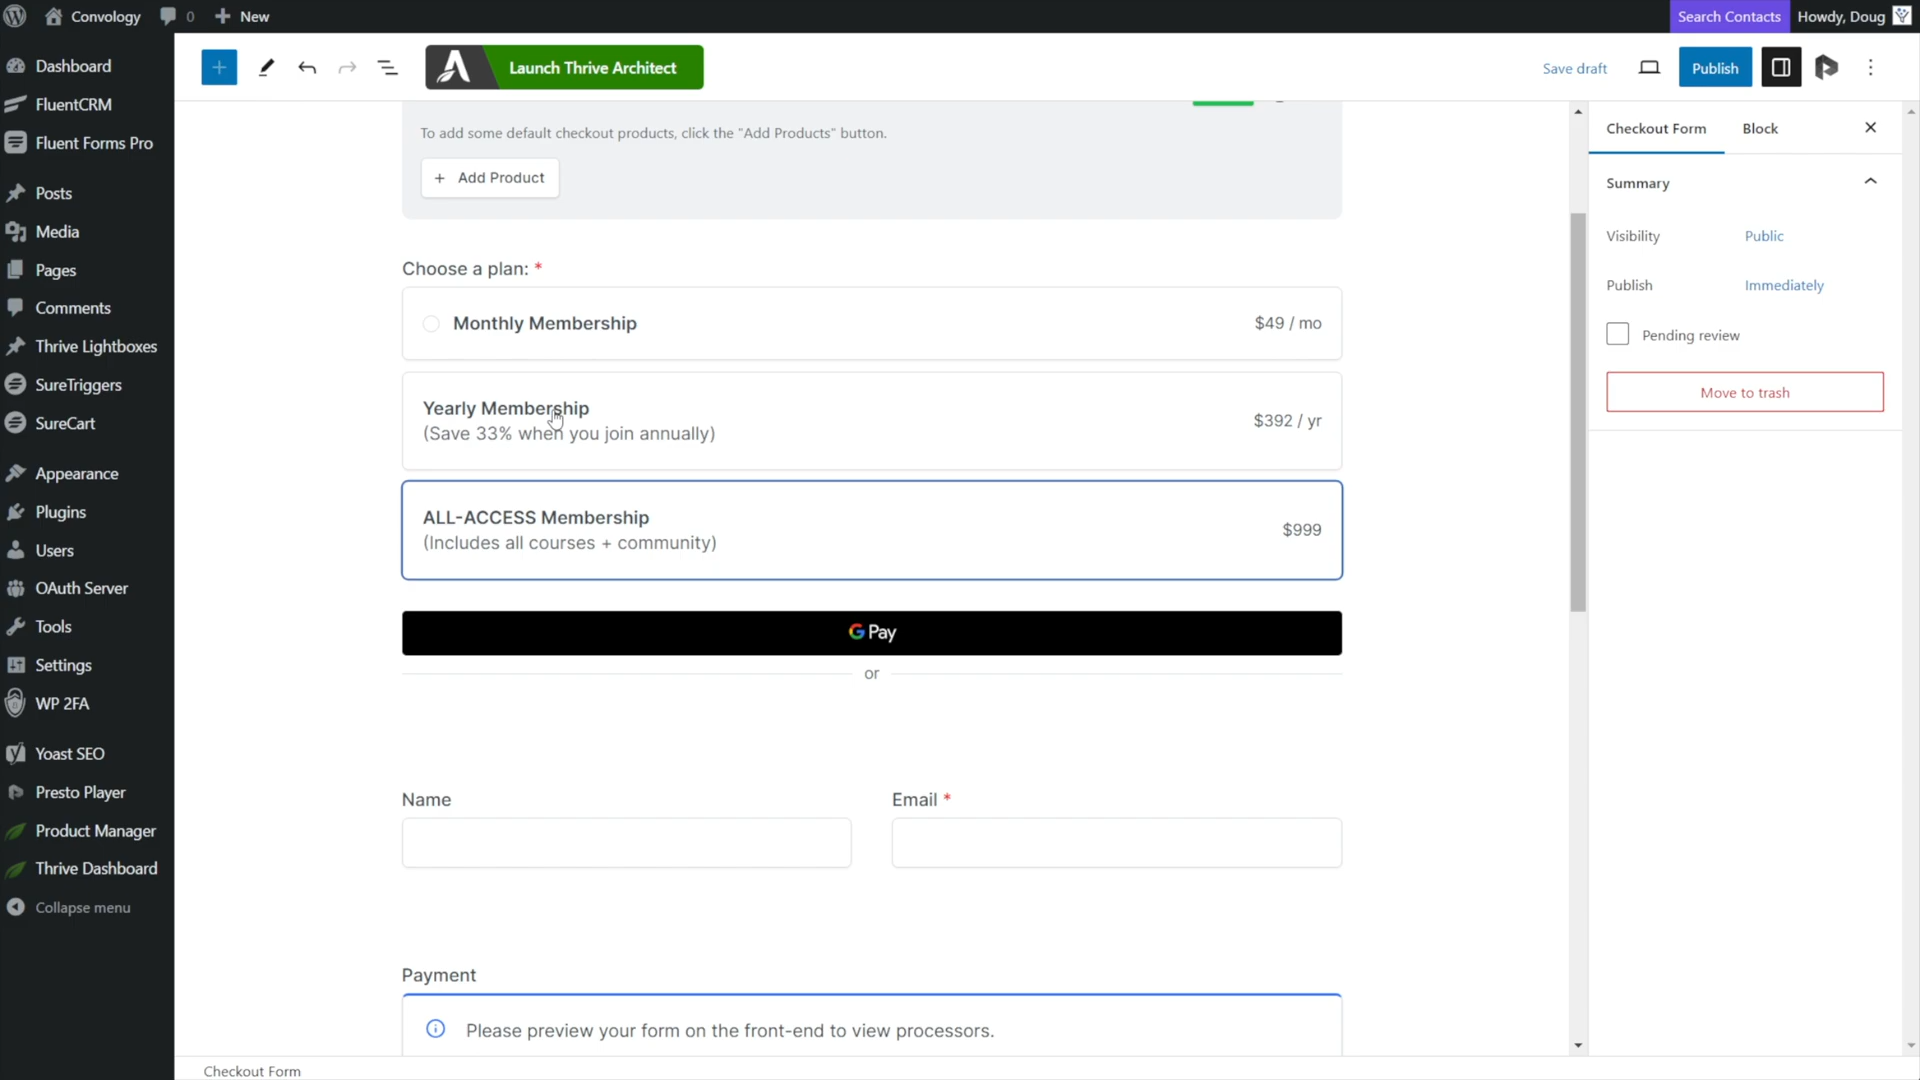 Convology
0
New
Search Contacts
Howdy, Doug
Dashboard
FluentCRM
Fluent Forms Pro
Posts
Media
Pages
Comments
Thrive Lightboxes
SureTriggers
SureCart
Appearance
Plugins
Users
OAuth Server
Tools
Settings
WP 2FA
Yoast SEO
Presto Player
Product Manager
Thrive Dashboard
Collapse menu
Launch Thrive Architect
Save draft
Publish
To add some default checkout products, click the "Add Products" button.
+ Add Product
Choose a plan: *
Monthly Membership
$49 / mo
Yearly Membership
(Save 33% when you join annually)
$392 / yr
ALL-ACCESS Membership
(Includes all courses + community)
$999
G Pay
or
Name
Email *
Payment
Please preview your form on the front-end to view processors.
Checkout Form
Checkout Form
Block
Summary
Visibility
Public
Publish
Immediately
Pending review
Move to trash